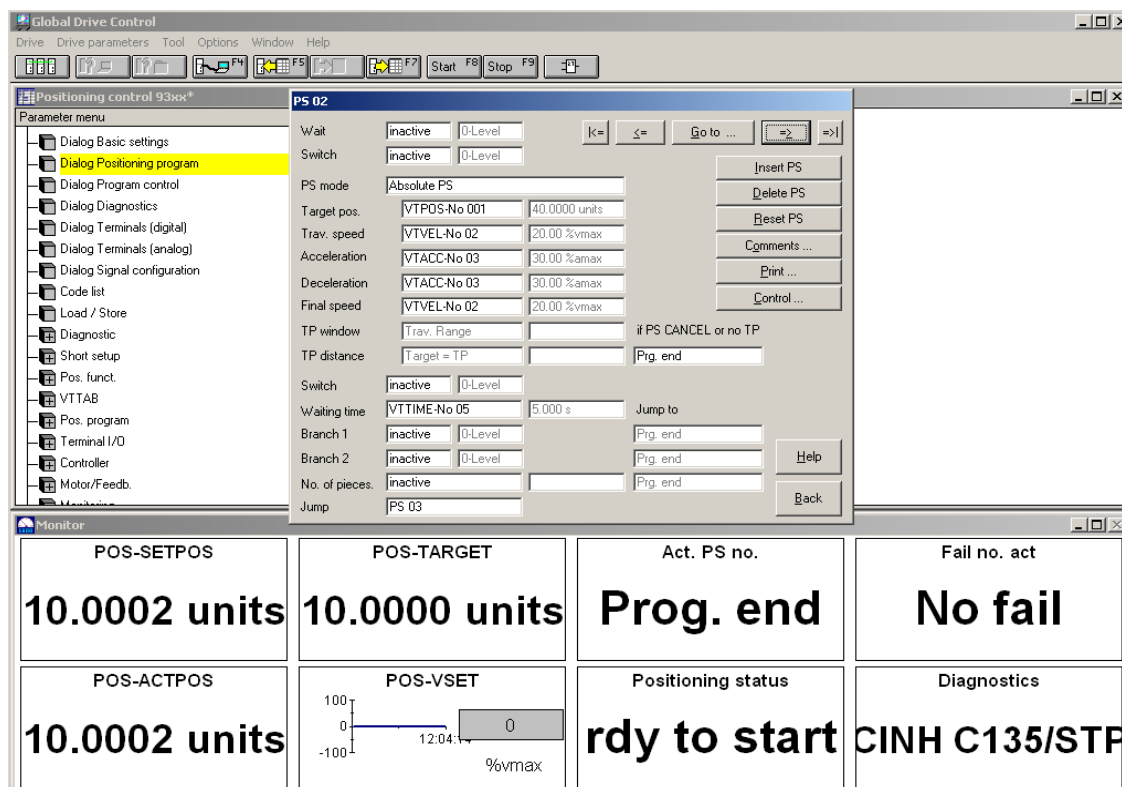 Global Drive Control
Drive Drive parameters Tool Options Window Help
F4 F5 F7 Start F8 Stop F9
Positioning control 93xx*
Parameter menu
Dialog Basic settings
Dialog Positioning program
Dialog Program control
Dialog Diagnostics
Dialog Terminals (digital)
Dialog Terminals (analog)
Dialog Signal configuration
Code list
Load / Store
Diagnostic
Short setup
Pos. funct.
VTTAB
Pos. program
Terminal I/O
Controller
Motor/Feedb.
PS 02
Wait inactive 0-Level |<= <= Go to ... => =>|
Switch inactive 0-Level
PS mode Absolute PS
Target pos. VTPOS-No 001 40.0000 units
Trav. speed VTVEL-No 02 20.00 %vmax
Acceleration VTACC-No 03 30.00 %amax
Deceleration VTACC-No 03 30.00 %amax
Final speed VTVEL-No 02 20.00 %vmax
TP window Trav. Range if PS CANCEL or no TP
TP distance Target = TP Prg. end
Switch inactive 0-Level
Waiting time VTTIME-No 05 5.000 s Jump to
Branch 1 inactive 0-Level Prg. end
Branch 2 inactive 0-Level Prg. end
No. of pieces. inactive Prg. end
Jump PS 03
Insert PS
Delete PS
Reset PS
Comments ...
Print ...
Control ...
Help
Back
Monitor
POS-SETPOS POS-TARGET Act. PS no. Fail no. act
10.0002 units 10.0000 units Prog. end No fail
POS-ACTPOS POS-VSET Positioning status Diagnostics
10.0002 units
100
0
-100
0
%vmax
rdy to start
CINH C135/STP